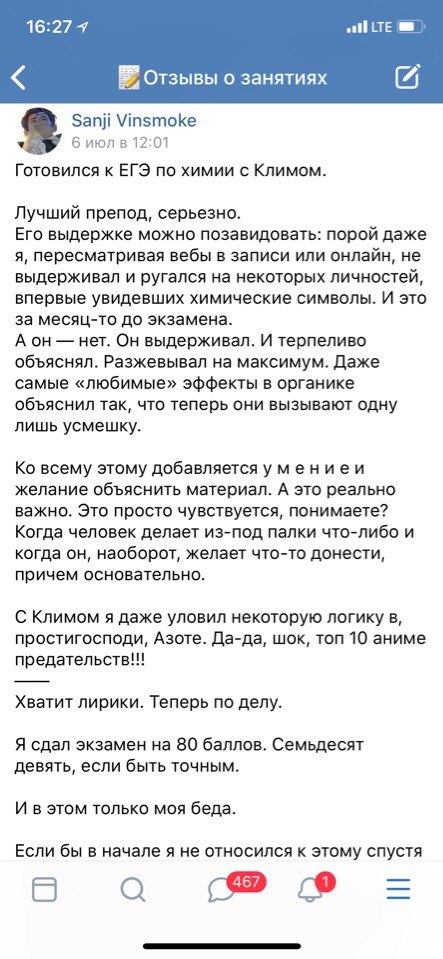 16:27 LTE
📝Отзывы о занятиях
Sanji Vinsmoke
6 июл в 12:01
Готовился к ЕГЭ по химии с Климом.
Лучший препод, серьезно.
Его выдержке можно позавидовать: порой даже
я, пересматривая вебы в записи или онлайн, не
выдерживал и ругался на некоторых личностей,
впервые увидевших химические символы. И это
за месяц-то до экзамена.
А он — нет. Он выдерживал. И терпеливо
объяснял. Разжевывал на максимум. Даже
самые «любимые» эффекты в органике
объяснил так, что теперь они вызывают одну
лишь усмешку.
Ко всему этому добавляется у м е н и е и
желание объяснить материал. А это реально
важно. Это просто чувствуется, понимаете?
Когда человек делает из-под палки что-либо и
когда он, наоборот, желает что-то донести,
причем основательно.
С Климом я даже уловил некоторую логику в,
простигосподи, Азоте. Да-да, шок, топ 10 аниме
предательств!!!
——
Хватит лирики. Теперь по делу.
Я сдал экзамен на 80 баллов. Семьдесят
девять, если быть точным.
И в этом только моя беда.
Если бы в начале я не относился к этому спустя
467 1